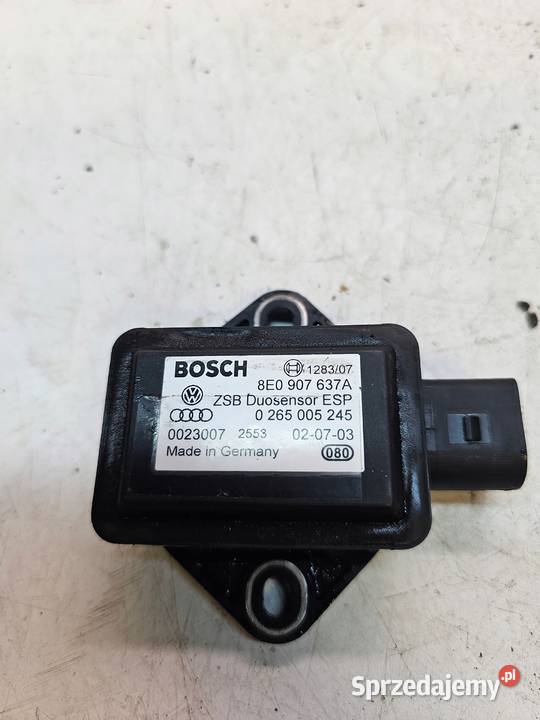 BOSCH 1283/07
8E0 907 637A
ZSB Duosensor ESP
0 265 005 245
0023007 2553 02-07-03
Made in Germany 080
Sprzedajemy.pl